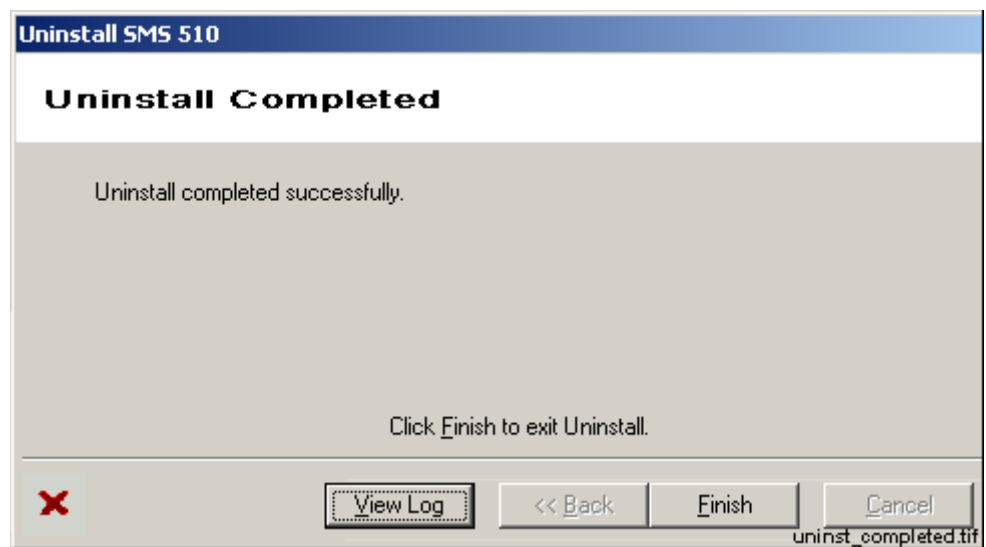 Uninstall SMS 510
Uninstall Completed
Uninstall completed successfully.
Click Finish to exit Uninstall.
View Log << Back Finish Cancel
uninst_completed.tif